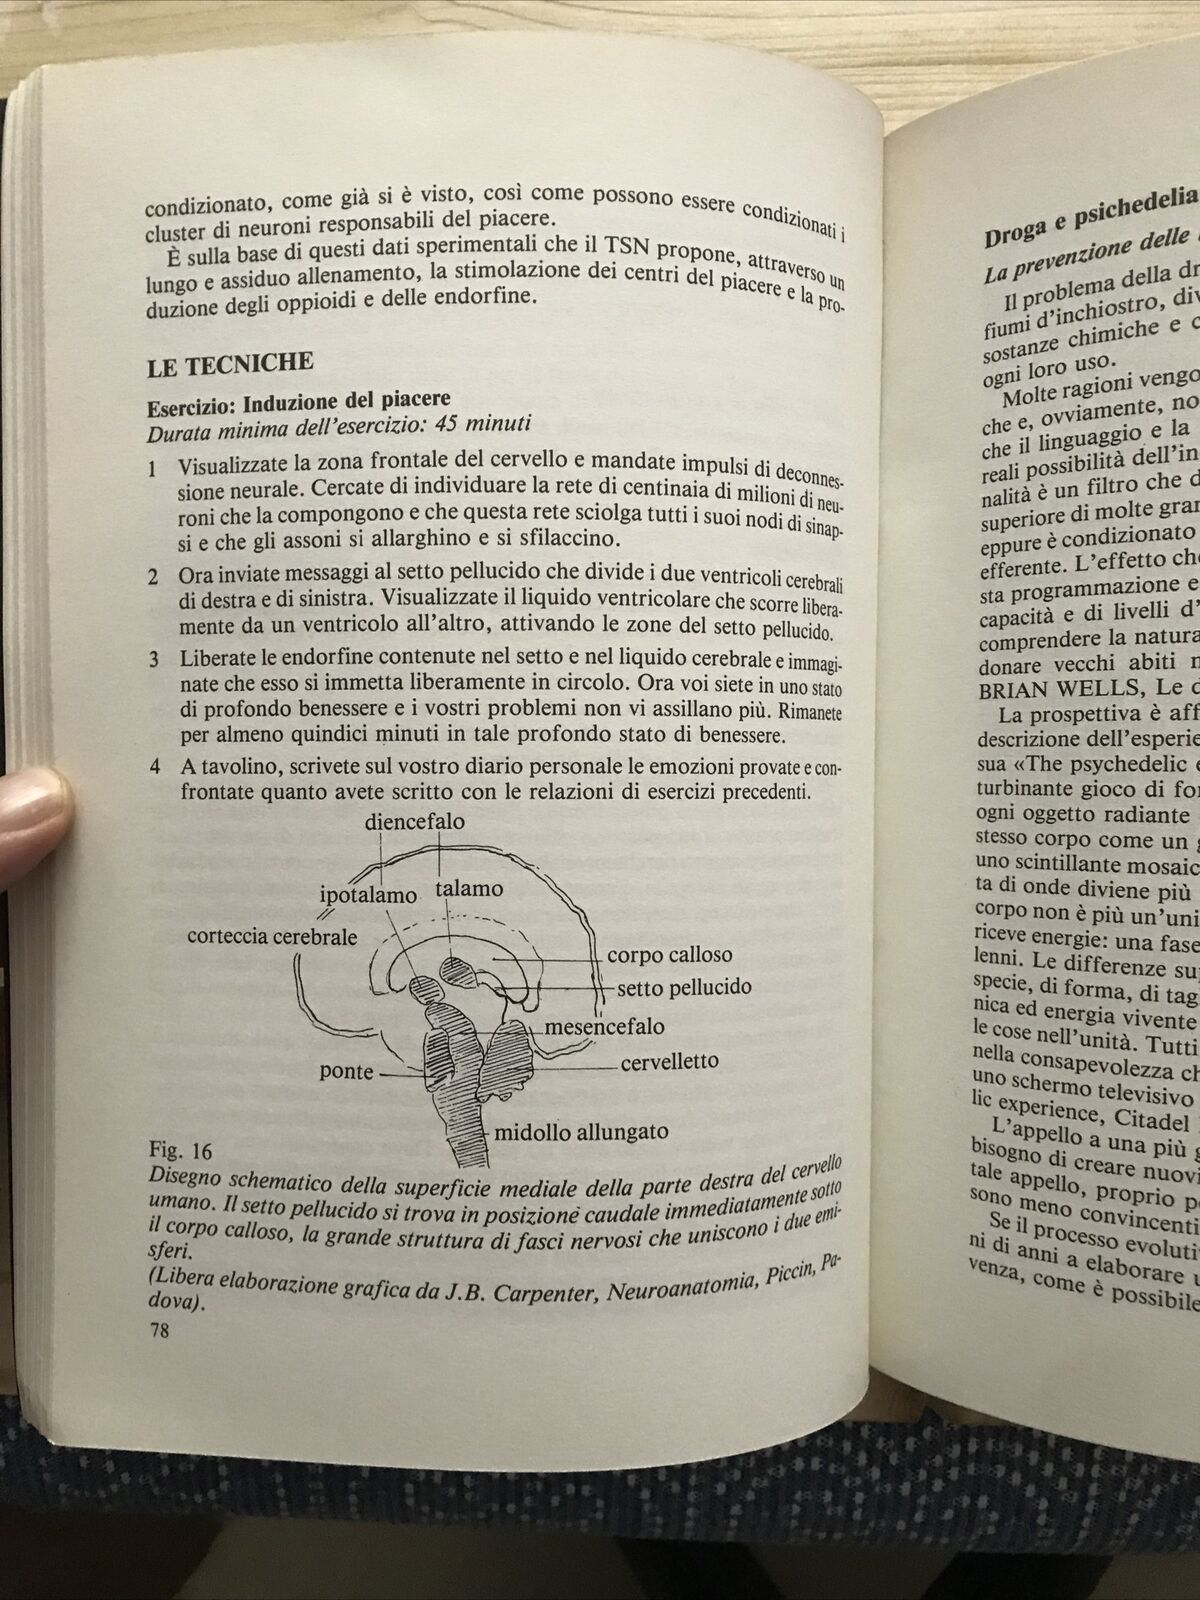 condizionato, come già si è visto, così come possono essere condizionati i
cluster di neuroni responsabili del piacere.
È sulla base di questi dati sperimentali che il TSN propone, attraverso un
lungo e assiduo allenamento, la stimolazione dei centri del piacere e la pro-
duzione degli oppioidi e delle endorfine.
LE TECNICHE
Esercizio: Induzione del piacere
Durata minima dell'esercizio: 45 minuti
1 Visualizzate la zona frontale del cervello e mandate impulsi di deconnes-
sione neurale. Cercate di individuare la rete di centinaia di milioni di neu-
roni che la compongono e che questa rete sciolga tutti i suoi nodi di sinap-
si e che gli assoni si allarghino e si sfilaccino.
2 Ora inviate messaggi al setto pellucido che divide i due ventricoli cerebrali
di destra e di sinistra. Visualizzate il liquido ventricolare che scorre libera-
mente da un ventricolo all'altro, attivando le zone del setto pellucido.
3 Liberate le endorfine contenute nel setto e nel liquido cerebrale e immagi-
nate che esso si immetta liberamente in circolo. Ora voi siete in uno stato
di profondo benessere e i vostri problemi non vi assillano più. Rimanete
per almeno quindici minuti in tale profondo stato di benessere.
4 A tavolino, scrivete sul vostro diario personale le emozioni provate e con-
frontate quanto avete scritto con le relazioni di esercizi precedenti.
diencefalo
ipotalamo talamo
corteccia cerebrale
corpo calloso
setto pellucido
mesencefalo
cervelletto
ponte
midollo allungato
Fig. 16
Disegno schematico della superficie mediale della parte destra del cervello
umano. Il setto pellucido si trova in posizione caudale immediatamente sotto
il corpo calloso, la grande struttura di fasci nervosi che uniscono i due emi-
sferi.
(Libera elaborazione grafica da J.B. Carpenter, Neuroanatomia, Piccin, Pa-
dova).
78
Droga e psichedelia
La prevenzione delle
Il problema della
fiumi d'inchiostro,
sostanze chimiche e
ogni loro uso.
Molte ragioni
che e, ovviamente,
che il linguaggio e la
reali possibilità
nalità è un filtro che
superiore di molte
eppure è condizionato
efferente. L'effetto
sta programmazione e
capacità e di livelli
comprendere la natura
donare vecchi abiti
BRIAN WELLS, Le
La prospettiva è
descrizione
sua «The psychedelic
turbinante gioco di
ogni oggetto radiante
stesso corpo come un
uno scintillante
ta di onde diviene più
corpo non è più
riceve energie: una fase
lenni. Le differenze
specie, di forma, di
nica ed energia vivente
le cose nell'unità. Tutti
nella consapevolezza
uno schermo televisivo
lic experience, Citadel
L'appello a una più
bisogno di creare nuovi
tale appello, proprio
sono meno convincenti
Se il processo
ni di anni a elaborare
venza, come è possibile